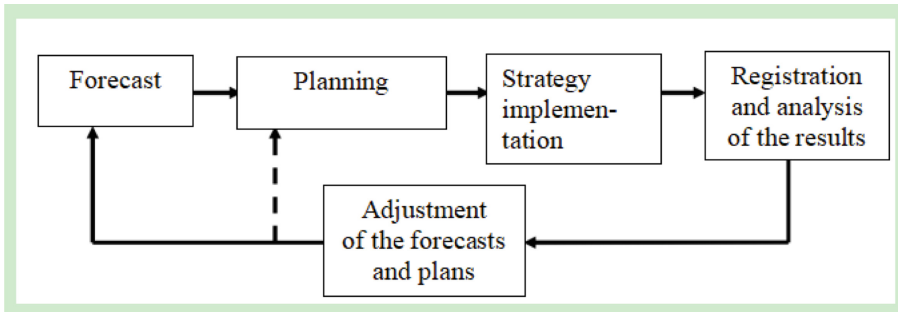 Forecast
Planning
Strategy
implemen-
tation
Registration
and analysis
of the results
Adjustment
of the forecasts
and plans